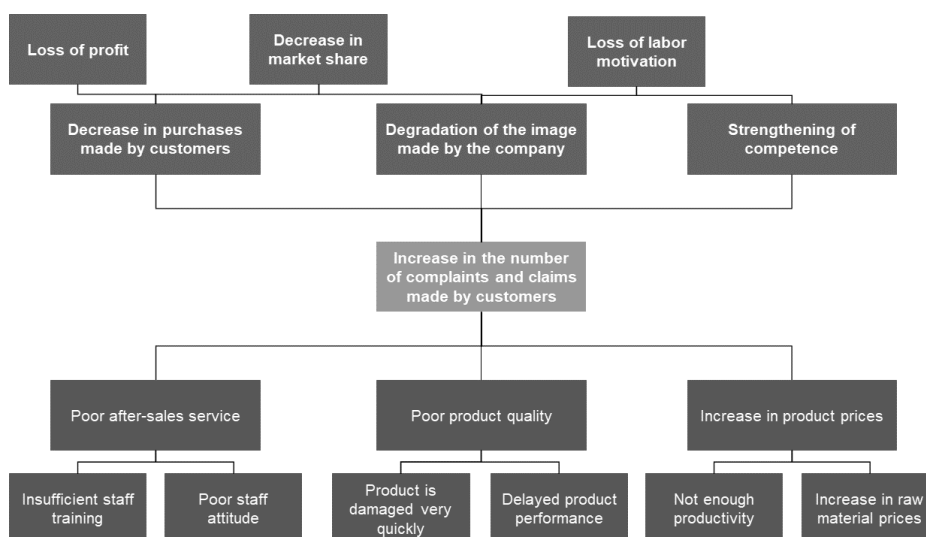 Loss of profit
Decrease in
market share
Loss of labor
motivation
Decrease in purchases
made by customers
Degradation of the image
made by the company
Strengthening of
competence
Increase in the number
of complaints and claims
made by customers
Poor after-sales service
Poor product quality
Increase in product prices
Insufficient staff
training
Poor staff
attitude
Product is
damaged very
quickly
Delayed product
performance
Not enough
productivity
Increase in raw
material prices